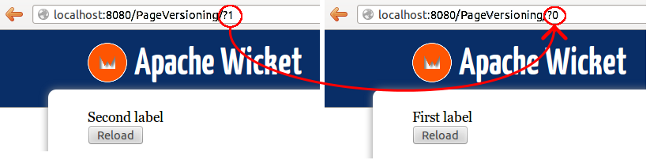 localhost:8080/PageVersioning/?1
Apache Wicket
Second label
Reload
localhost:8080/PageVersioning/?0
Apache Wicket
First label
Reload